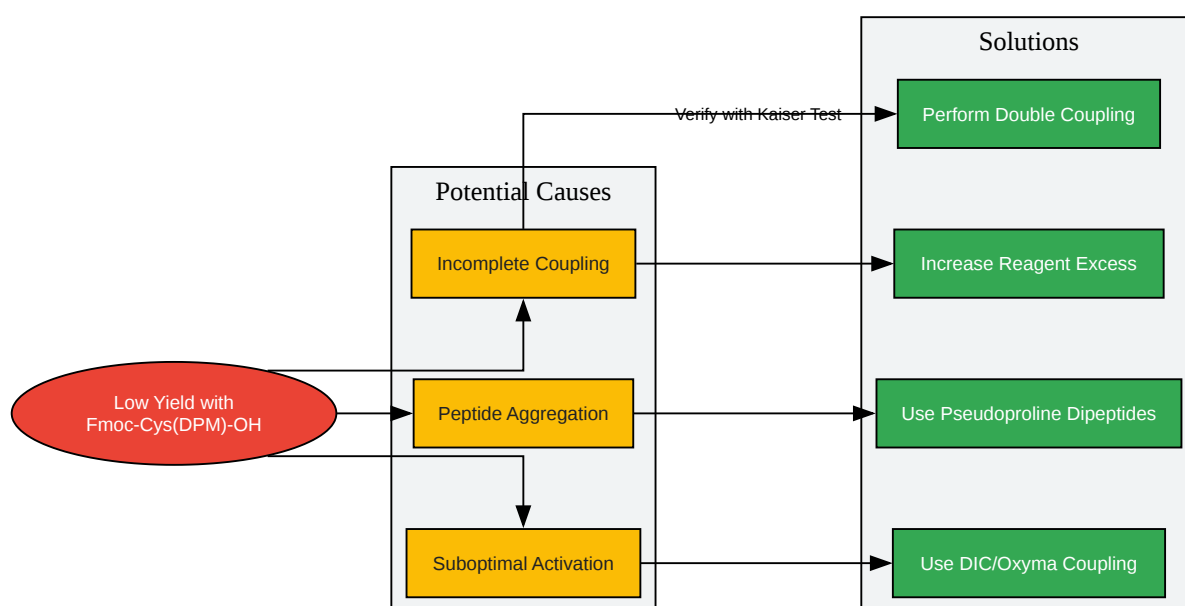 Solutions
Verify with Kaiser Test
Perform Double Coupling
Potential Causes
Incomplete Coupling
Increase Reagent Excess
Low Yield with
Fmoc-Cys(DPM)-OH
Peptide Aggregation
Use Pseudoproline Dipeptides
Suboptimal Activation
Use DIC/Oxyma Coupling